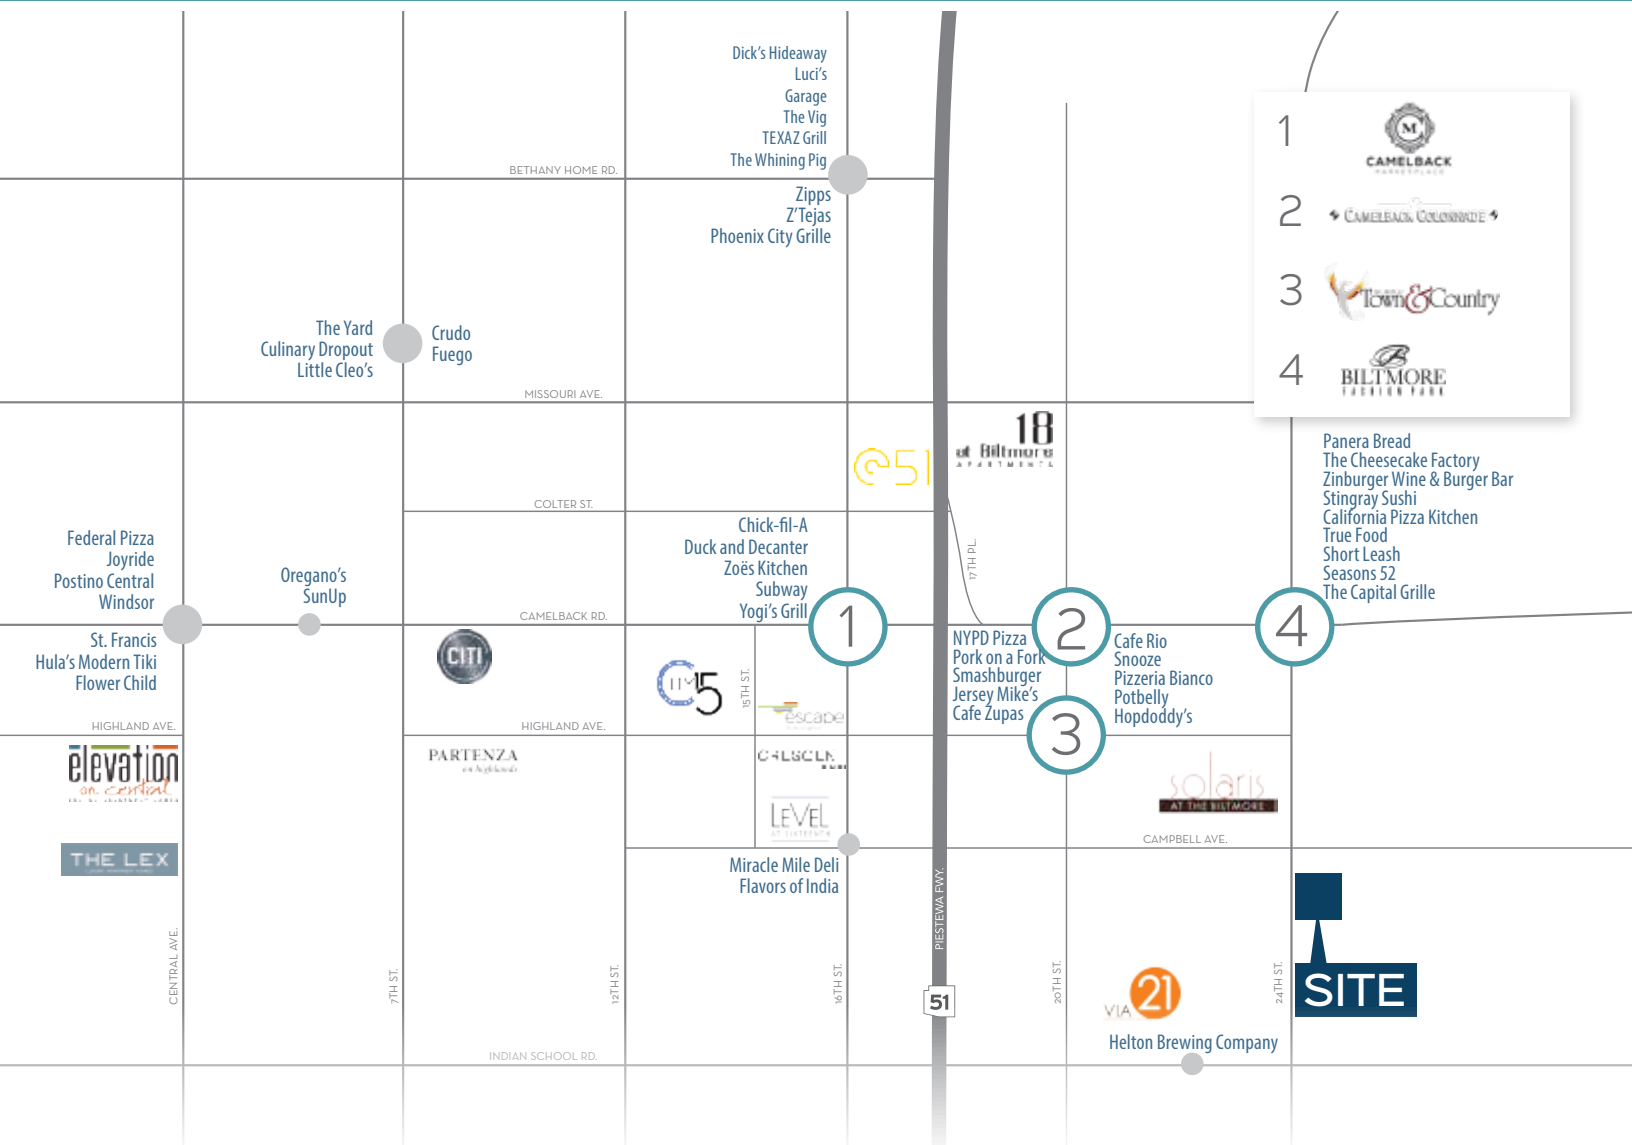 Dick's Hideaway
Luci's
Garage
The Vig
TEXAZ Grill
The Whining Pig
BETHANY HOME RD.
Zipps
Z'Tejas
Phoenix City Grille
1
CAMELBACK
MARKETPLACE
2
CAMELBACK COLONNADE
3
Town & Country
4
BILTMORE
FASHION PARK
The Yard
Culinary Dropout
Little Cleo's
Crudo
Fuego
MISSOURI AVE.
@51
18
at Biltmore
APARTMENTS
Panera Bread
The Cheesecake Factory
Zinburger Wine & Burger Bar
Stingray Sushi
California Pizza Kitchen
True Food
Short Leash
Seasons 52
The Capital Grille
COLTER ST.
17TH PL.
Federal Pizza
Joyride
Postino Central
Windsor
Oregano's
SunUp
Chick-fil-A
Duck and Decanter
Zoës Kitchen
Subway
Yogi's Grill
CAMELBACK RD.
1
2
4
St. Francis
Hula's Modern Tiki
Flower Child
CITI
15
15TH ST.
escape
NYPD Pizza
Pork on a Fork
Smashburger
Jersey Mike's
Cafe Zupas
Cafe Rio
Snooze
Pizzeria Bianco
Potbelly
Hopdoddy's
3
HIGHLAND AVE.
HIGHLAND AVE.
elevation
on central
PARTENZA
on highlands
LEVEL
AT SIXTEENTH
solaris
AT THE BILTMORE
CAMPBELL AVE.
THE LEX
Miracle Mile Deli
Flavors of India
PIESTEWA FWY.
CENTRAL AVE.
7TH ST.
12TH ST.
16TH ST.
51
20TH ST.
VIA 21
24TH ST.
SITE
Helton Brewing Company
INDIAN SCHOOL RD.